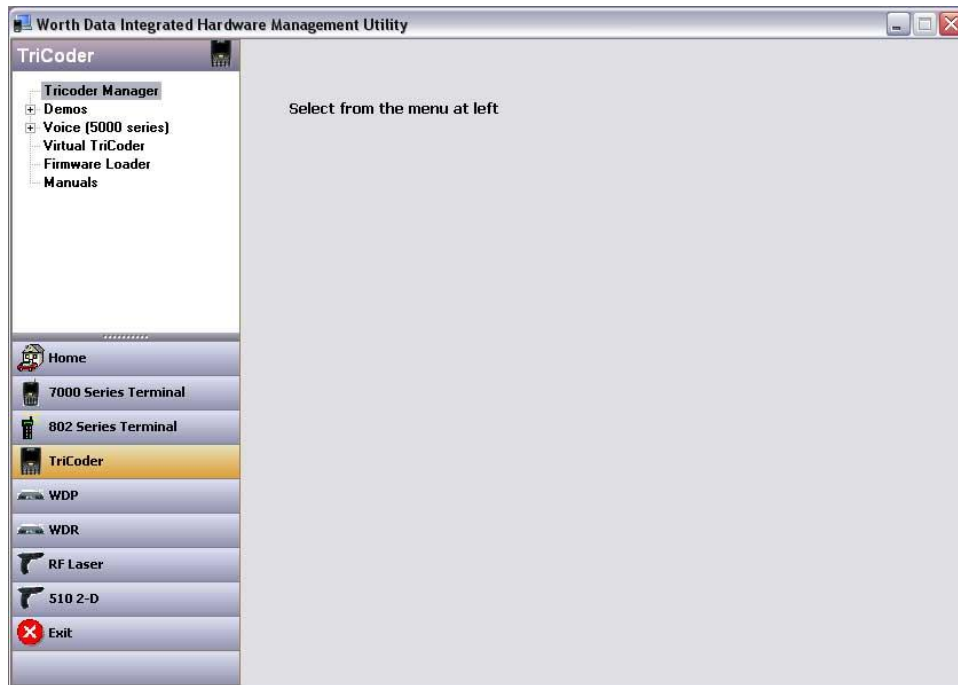 Worth Data Integrated Hardware Management Utility
TriCoder
Tricoder Manager
Demos
Voice (5000 series)
Virtual TriCoder
Firmware Loader
Manuals
Select from the menu at left
Home
7000 Series Terminal
802 Series Terminal
TriCoder
WDP
WDR
RF Laser
510 2-D
Exit